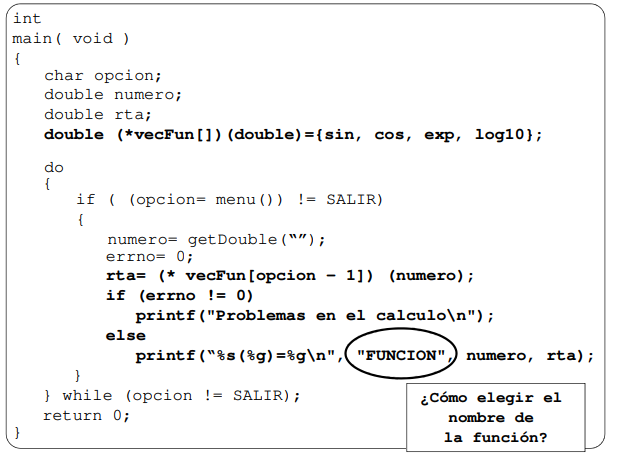 int
main( void )
{
char opcion;
double numero;
double rta;
double (*vecFun[])(double)={sin, cos, exp, log10};
do
{
if ( (opcion= menu()) != SALIR)
{
numero= getDouble(“”);
errno= 0;
rta= (* vecFun[opcion – 1]) (numero);
if (errno != 0)
printf("Problemas en el calculo\n");
else
printf(“%s(%g)=%g\n", "FUNCION", numero, rta);
}
} while (opcion != SALIR);
return 0;
}
¿Cómo elegir el
nombre de
la función?